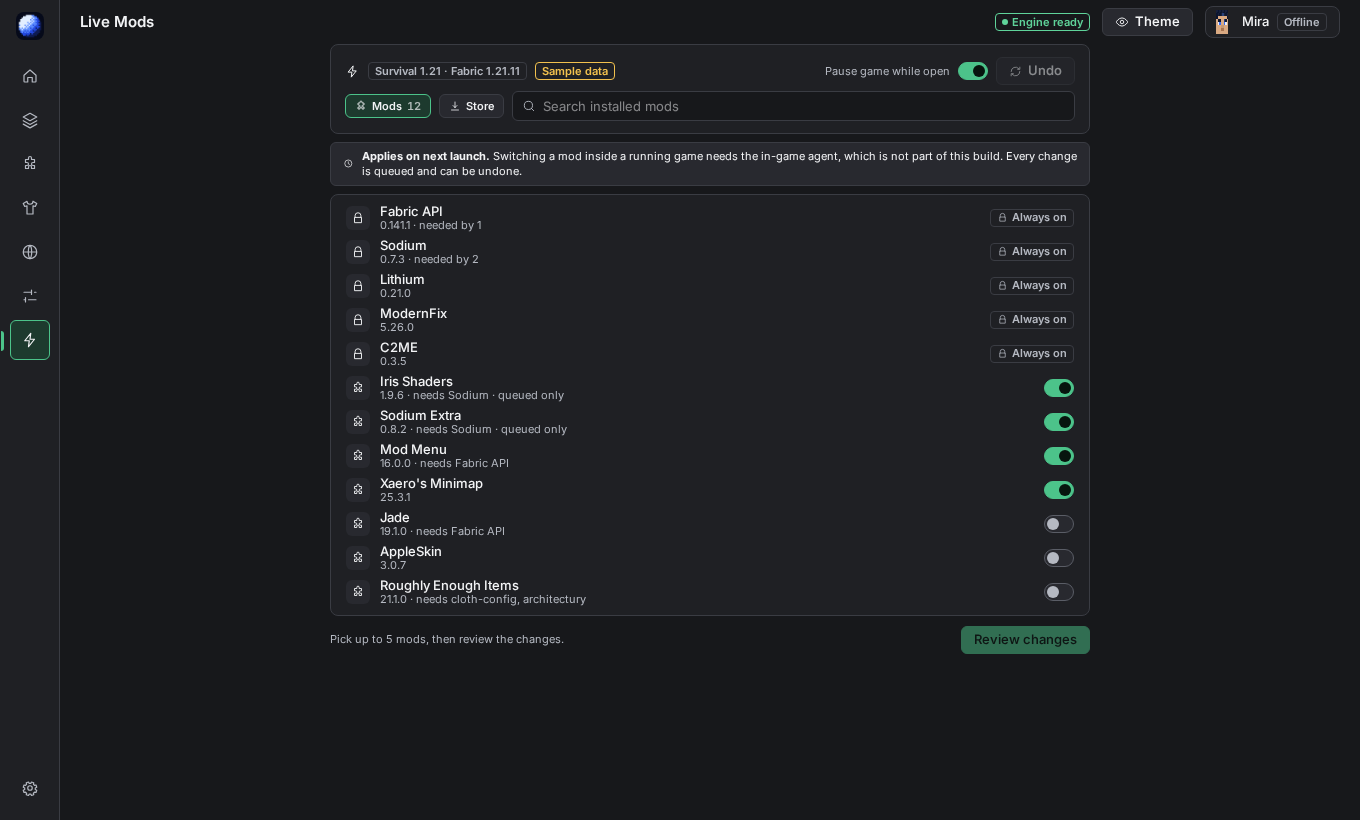 Live Mods
Engine ready
Theme
Mira
Offline
Survival 1.21 · Fabric 1.21.11
Sample data
Pause game while open
Undo
Mods 12
Store
Search installed mods
Applies on next launch. Switching a mod inside a running game needs the in-game agent, which is not part of this build. Every change
is queued and can be undone.
Fabric API
0.141.1 · needed by 1
Always on
Sodium
0.7.3 · needed by 2
Always on
Lithium
0.21.0
Always on
ModernFix
5.26.0
Always on
C2ME
0.3.5
Always on
Iris Shaders
1.9.6 · needs Sodium · queued only
Sodium Extra
0.8.2 · needs Sodium · queued only
Mod Menu
16.0.0 · needs Fabric API
Xaero's Minimap
25.3.1
Jade
19.1.0 · needs Fabric API
AppleSkin
3.0.7
Roughly Enough Items
21.1.0 · needs cloth-config, architectury
Pick up to 5 mods, then review the changes.
Review changes